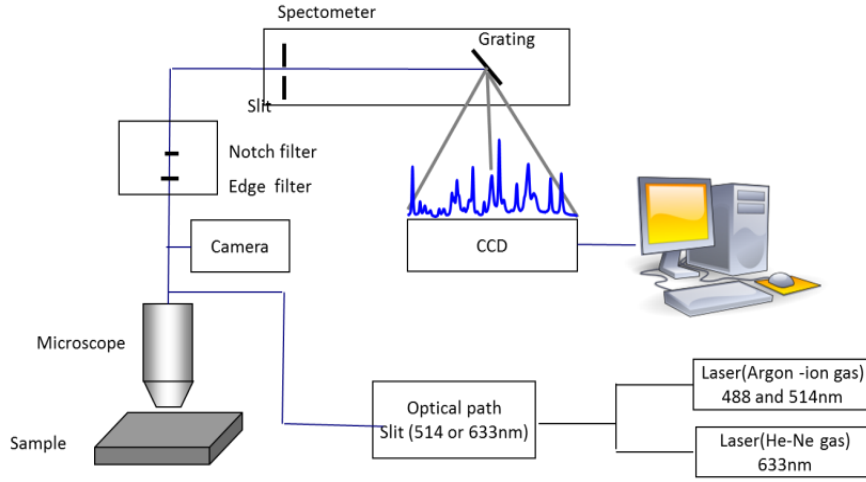 Spectometer
Grating
Slit
Notch filter
Edge filter
Camera
CCD
Microscope
Laser(Argon -ion gas)
488 and 514nm
Optical path
Slit (514 or 633nm)
Sample
Laser(He-Ne gas)
633nm